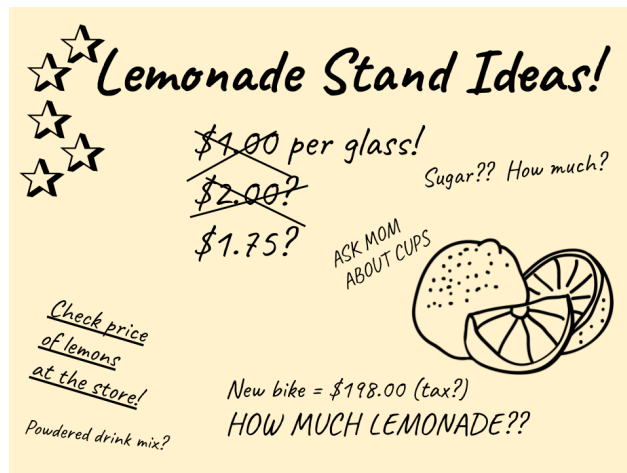 Lemonade Stand Ideas!
$1.00 per glass!
Sugar?? How much?
$2.00?
$1.75?
ASK MOM
ABOUT CUPS
Check price
of lemons
at the store!
Powdered drink mix?
New bike = $198.00 (tax?)
HOW MUCH LEMONADE??